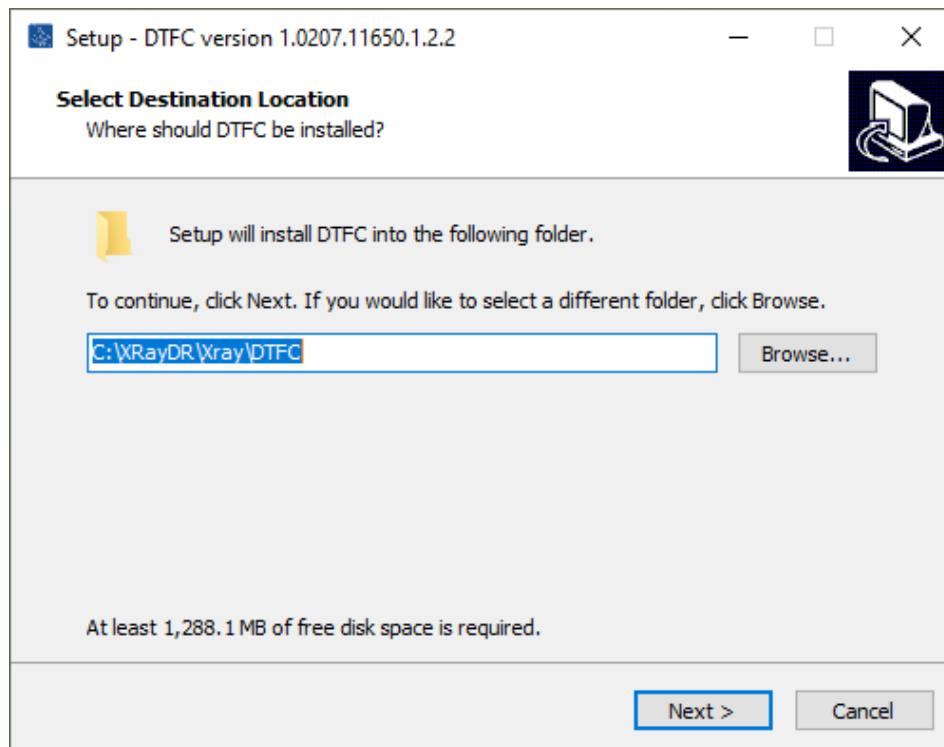 Setup - DTFC version 1.0207.11650.1.2.2
Select Destination Location
Where should DTFC be installed?
Setup will install DTFC into the following folder.
To continue, click Next. If you would like to select a different folder, click Browse.
C:\XRayDR\Xray\DTFC
Browse...
At least 1,288.1 MB of free disk space is required.
Next >
Cancel